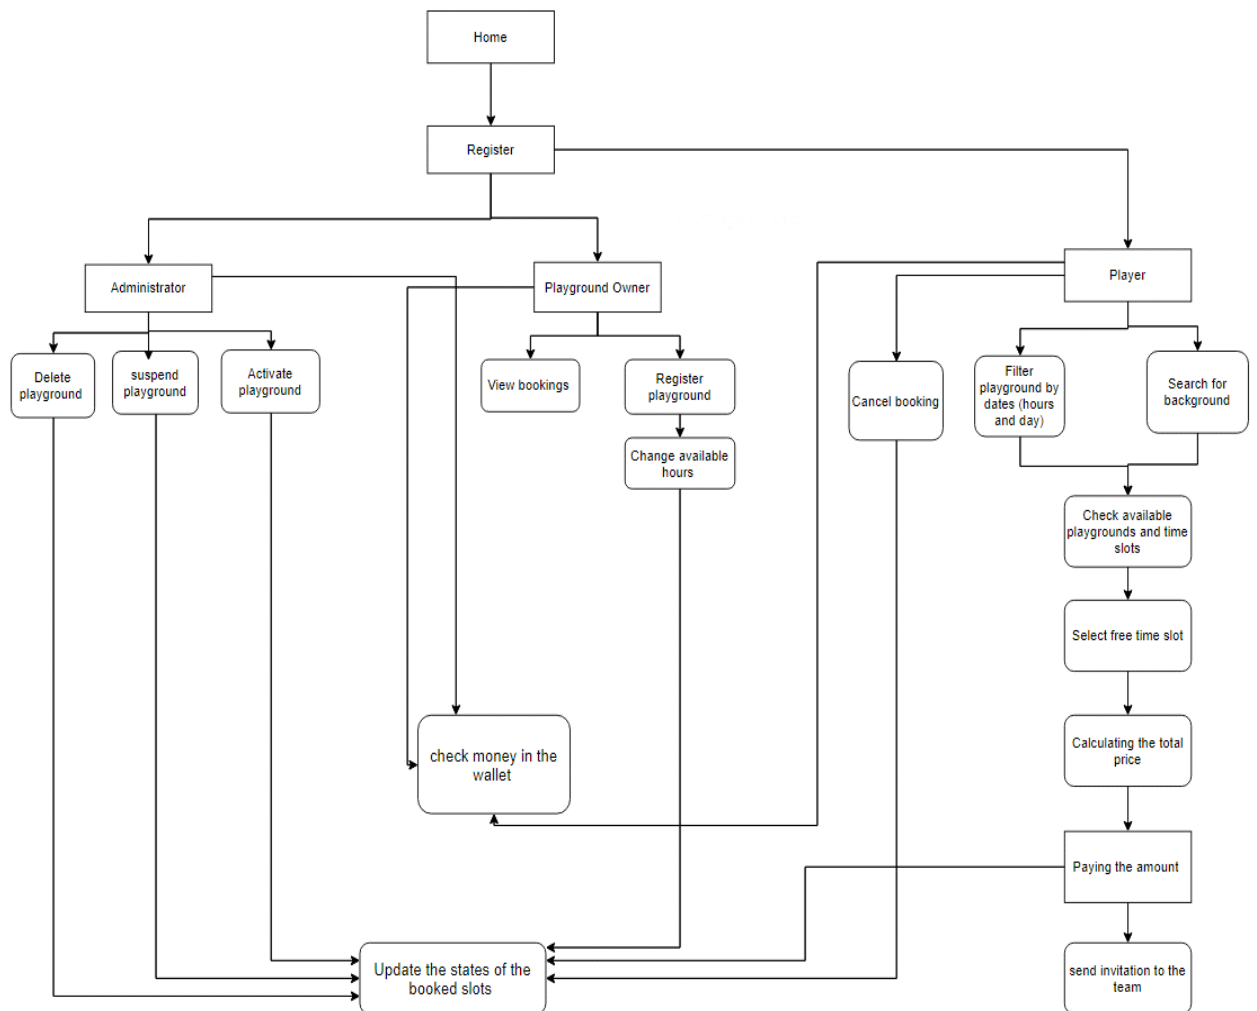 Home
Register
Administrator
Playground Owner
Player
Delete
playground
suspend
playground
Activate
playground
View bookings
Register
playground
Cancel booking
Filter
playground by
dates (hours
and day)
Search for
background
Change available
hours
Check available
playgrounds and time
slots
Select free time slot
check money in the
wallet
Calculating the total
price
Paying the amount
Update the states of the
booked slots
send invitation to the
team